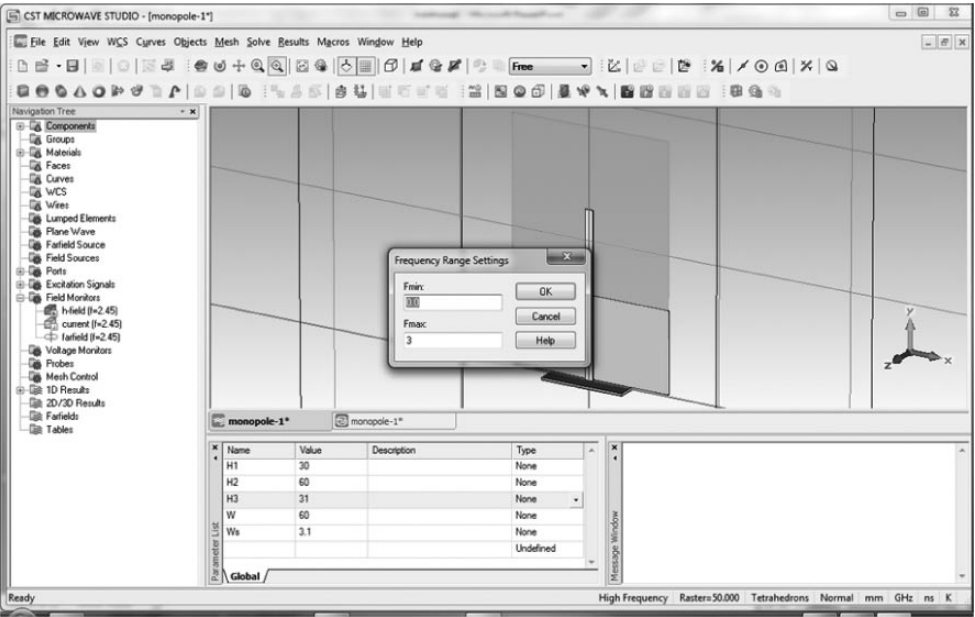 CST MICROWAVE STUDIO - [monopole-1*]
File Edit View WCS Curves Objects Mesh Solve Results Macros Window Help
Free
Navigation Tree
Components
Groups
Materials
Faces
Curves
WCS
Wires
Lumped Elements
Plane Wave
Farfield Source
Field Sources
Ports
Excitation Signals
Field Monitors
h-field (f=2.45)
current (f=2.45)
farfield (f=2.45)
Voltage Monitors
Probes
Mesh Control
1D Results
2D/3D Results
Farfields
Tables
Frequency Range Settings
Fmin:
0.0
OK
Cancel
Fmax:
3
Help
y
z
x
monopole-1* monopole-1*
Parameter List
Name Value Description Type
H1 30 None
H2 60 None
H3 31 None
W 60 None
Ws 3.1 None
Undefined
Global
Message Window
Ready High Frequency Raster=50.000 Tetrahedrons Normal mm GHz ns K